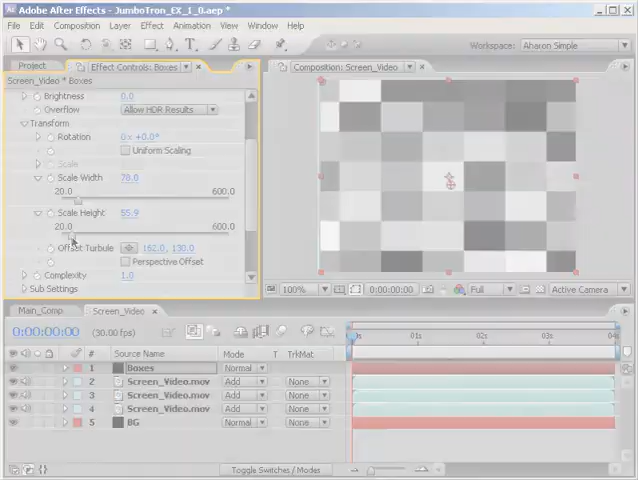 Adobe After Effects - JumboTron_EX_1_0.aep *
File Edit Composition Layer Effect Animation View Window Help
Workspace: Aharon Simple
Project Effect Controls: Boxes Composition: Screen_Video
Screen_Video * Boxes
Brightness 0.0
Overflow Allow HDR Results
Transform
Rotation 0x +0.0°
Uniform Scaling
Scale
Scale Width 78.0
20.0 600.0
Scale Height 55.9
20.0 600.0
Offset Turbule 162.0, 130.0
Perspective Offset
Complexity 1.0
Sub Settings
100% 0:00:00:00 Full Active Camera
Main_Comp Screen_Video
0:00:00:00 (30.00 fps)
# Source Name Mode T TrkMat
0s 01s 02s 03s 04s
1 Boxes Normal
2 Screen_Video.mov Add None
3 Screen_Video.mov Add None
4 Screen_Video.mov Add None
5 BG Normal None
Toggle Switches / Modes